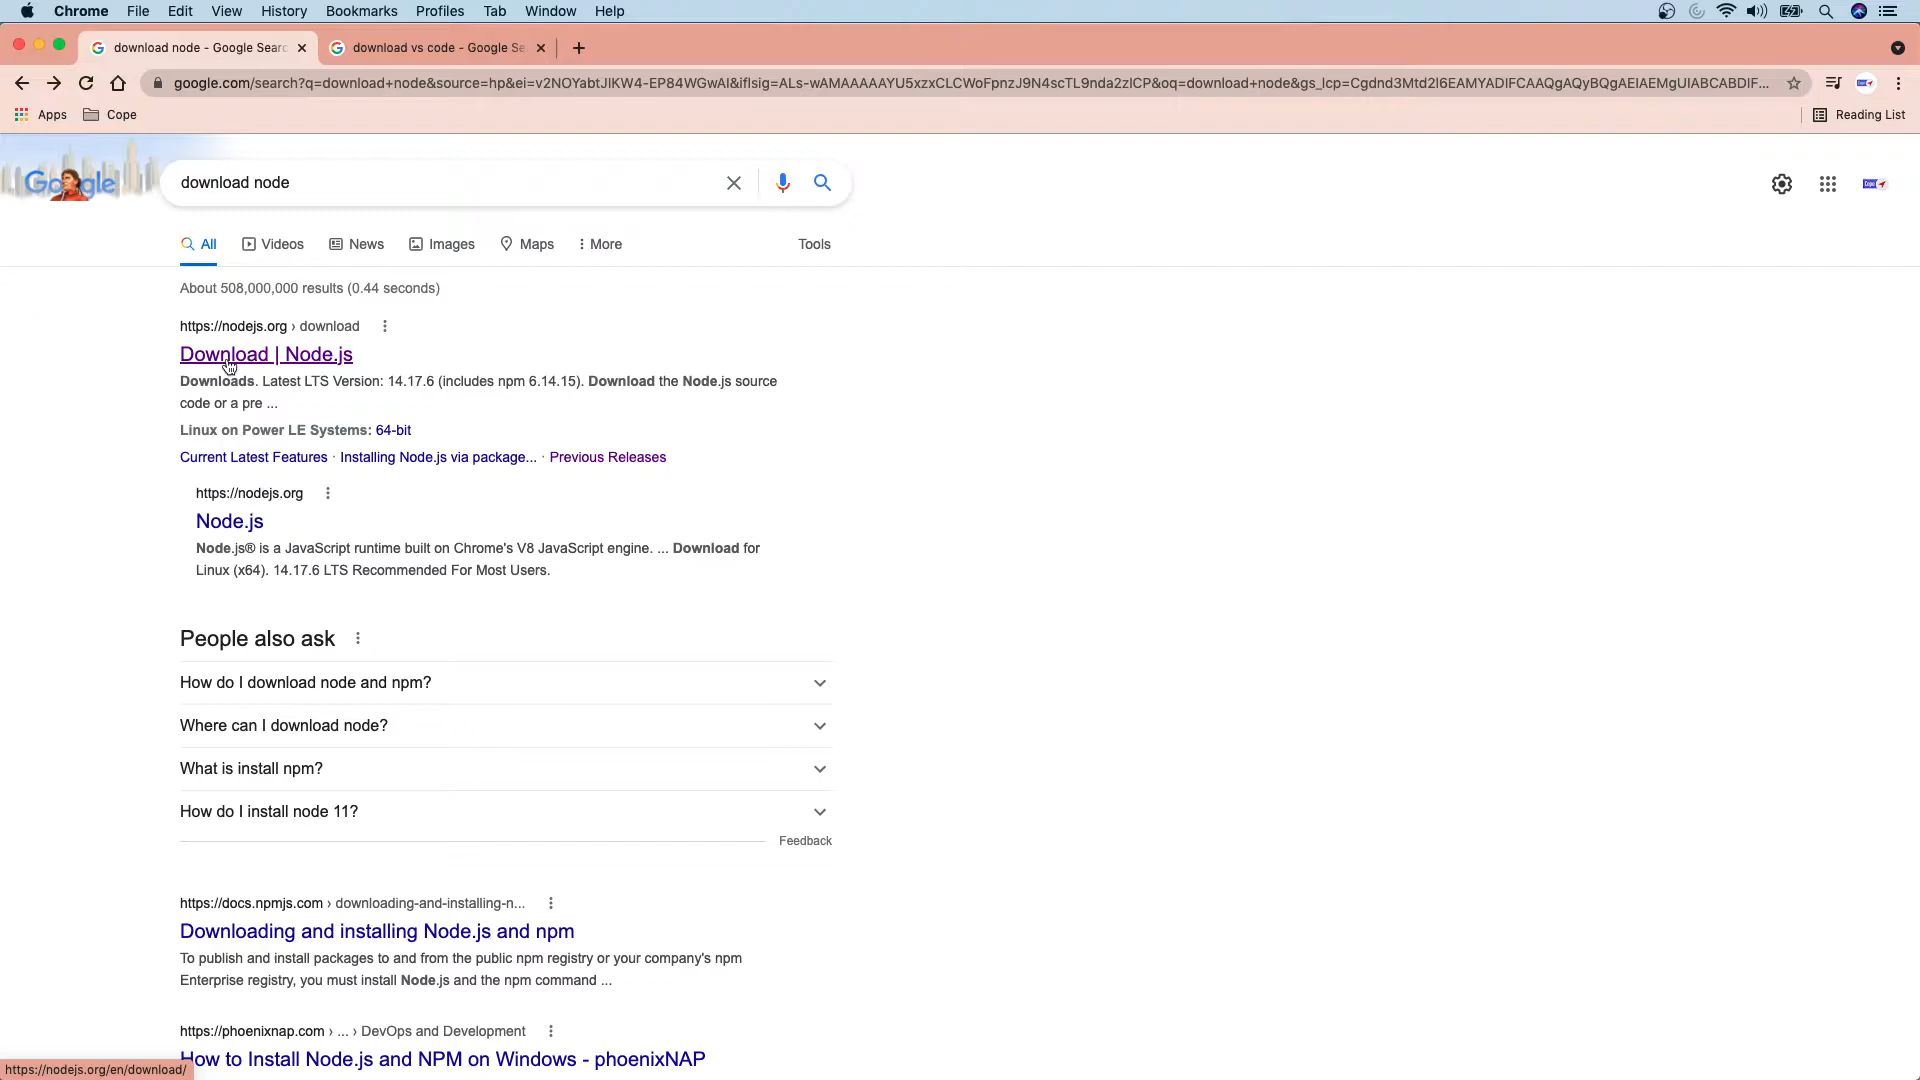 Chrome File Edit View History Bookmarks Profiles Tab Window Help
download node - Google Searc download vs code - Google Se
google.com/search?q=download+node&source=hp&ei=v2NOYabtJIKW4-EP84WGwAI&iflsig=ALs-wAMAAAAAYU5xzxCLCWoFpnzJ9N4scTL9nda2zlCP&oq=download+node&gs_lcp=Cgdnd3Mtd2l6EAMYADIFCAAQgAQyBQgAEIAEMgUIABCABDIF...
Apps Cope Reading List
Google download node
All Videos News Images Maps More Tools
About 508,000,000 results (0.44 seconds)
https://nodejs.org › download
Download | Node.js
Downloads. Latest LTS Version: 14.17.6 (includes npm 6.14.15). Download the Node.js source
code or a pre ...
Linux on Power LE Systems: 64-bit
Current Latest Features · Installing Node.js via package... · Previous Releases
https://nodejs.org
Node.js
Node.js® is a JavaScript runtime built on Chrome's V8 JavaScript engine. ... Download for
Linux (x64). 14.17.6 LTS Recommended For Most Users.
People also ask
How do I download node and npm?
Where can I download node?
What is install npm?
How do I install node 11?
Feedback
https://docs.npmjs.com › downloading-and-installing-n...
Downloading and installing Node.js and npm
To publish and install packages to and from the public npm registry or your company's npm
Enterprise registry, you must install Node.js and the npm command ...
https://phoenixnap.com › ... › DevOps and Development
How to Install Node.js and NPM on Windows - phoenixNAP
https://nodejs.org/en/download/